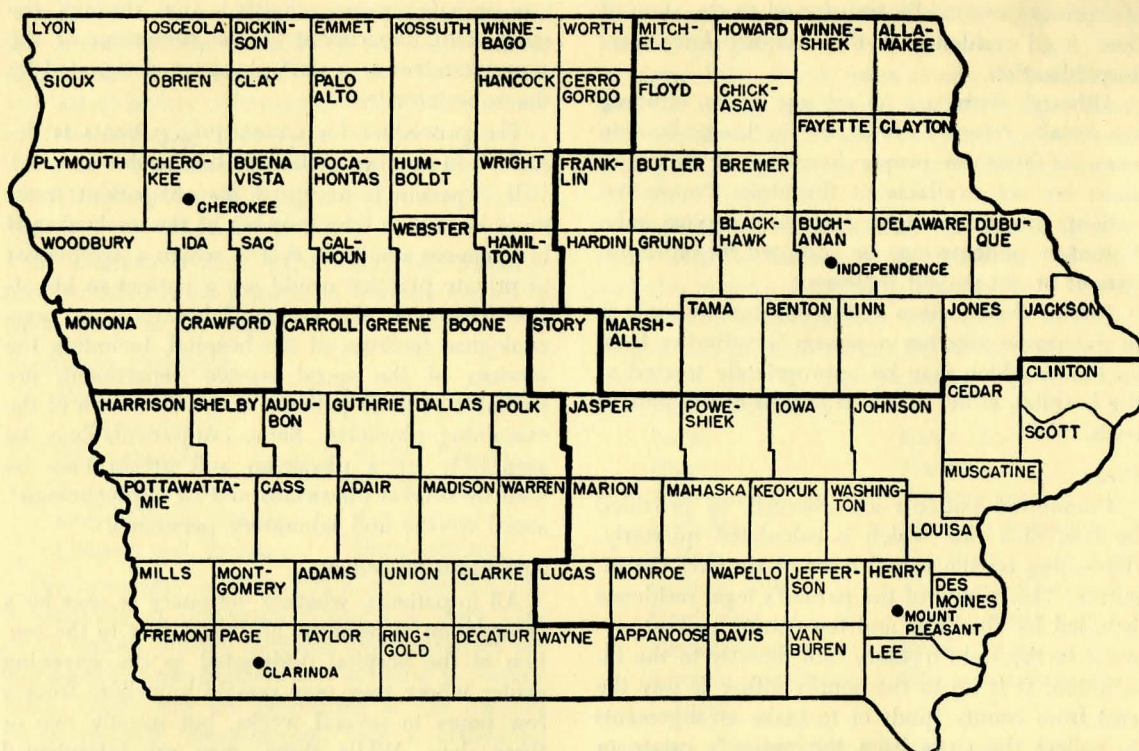 LYON
OSCEOLA
DICKIN-
SON
EMMET
KOSSUTH
WINNE-
BAGO
WORTH
MITCH
ELL
HOWARD
WINNE-
SHIEK
ALLA-
MAKEE
SIOUX
OBRIEN
CLAY
PALO
ALTO
HANCOCK
CERRO
GORDO
FLOYD
CHICK-
ASAW
FAYETTE
CLAYTON
PLYMOUTH
CHERO-
KEE
BUENA
VISTA
POCA-
HONTAS
HUM-
BOLDT
WRIGHT
FRANK-
LIN
BUTLER
BREMER
CHEROKEE
WOODBURY
IDA
SAC
CAL-
HOUN
WEBSTER
HAMIL-
TON
HARDIN
GRUNDY
BLACK-
HAWK
BUCH-
ANAN
DELAWARE
DUBU-
QUE
INDEPENDENCE
MONONA
CRAWFORD
CARROLL
GREENE
BOONE
STORY
MARSH-
ALL
TAMA
BENTON
LINN
JONES
JACKSON
CLINTON
HARRISON
SHELBY
AUDU-
BON
GUTHRIE
DALLAS
POLK
JASPER
POWE-
SHIEK
IOWA
JOHNSON
CEDAR
SCOTT
MUSCATINE
POTTAWATTA-
MIE
CASS
ADAIR
MADISON
WARREN
MARION
MAHASKA
KEOKUK
WASHING-
TON
LOUISA
MILLS
MONT-
GOMERY
ADAMS
UNION
CLARKE
LUCAS
MONROE
WAPELLO
JEFFER-
SON
HENRY
DES
MOINES
MOUNT
PLEASANT
FREMONT
PAGE
TAYLOR
RING-
GOLD
DECATUR
WAYNE
APPANOOSE
DAVIS
VAN
BUREN
LEE
CLARINDA